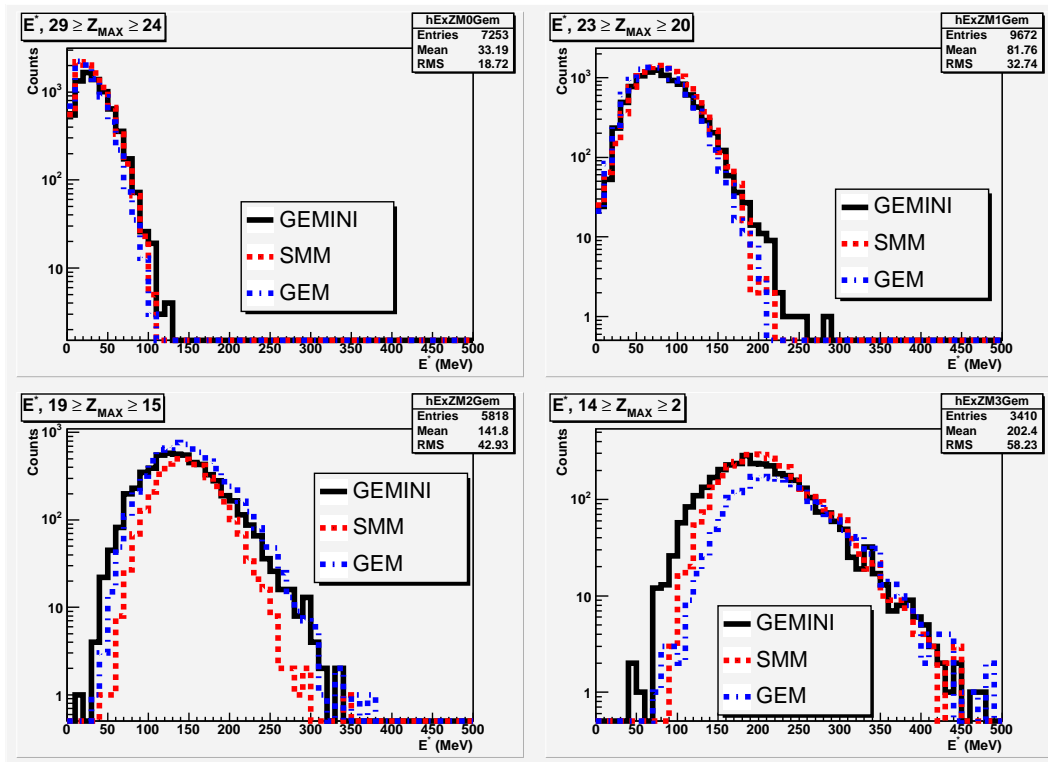 E*, 29 ≥ Z_MAX ≥ 24
hExZM0Gem
Entries 7253
Mean 33.19
RMS 18.72
Counts
10³
10²
10
GEMINI
SMM
GEM
0 50 100 150 200 250 300 350 400 450 500
E* (MeV)
E*, 23 ≥ Z_MAX ≥ 20
hExZM1Gem
Entries 9672
Mean 81.76
RMS 32.74
Counts
10³
10²
10
1
GEMINI
SMM
GEM
0 50 100 150 200 250 300 350 400 450 500
E* (MeV)
E*, 19 ≥ Z_MAX ≥ 15
hExZM2Gem
Entries 5818
Mean 141.8
RMS 42.93
Counts
10³
10²
10
1
GEMINI
SMM
GEM
0 50 100 150 200 250 300 350 400 450 500
E* (MeV)
E*, 14 ≥ Z_MAX ≥ 2
hExZM3Gem
Entries 3410
Mean 202.4
RMS 58.23
Counts
10³
10²
10
1
GEMINI
SMM
GEM
0 50 100 150 200 250 300 350 400 450 500
E* (MeV)